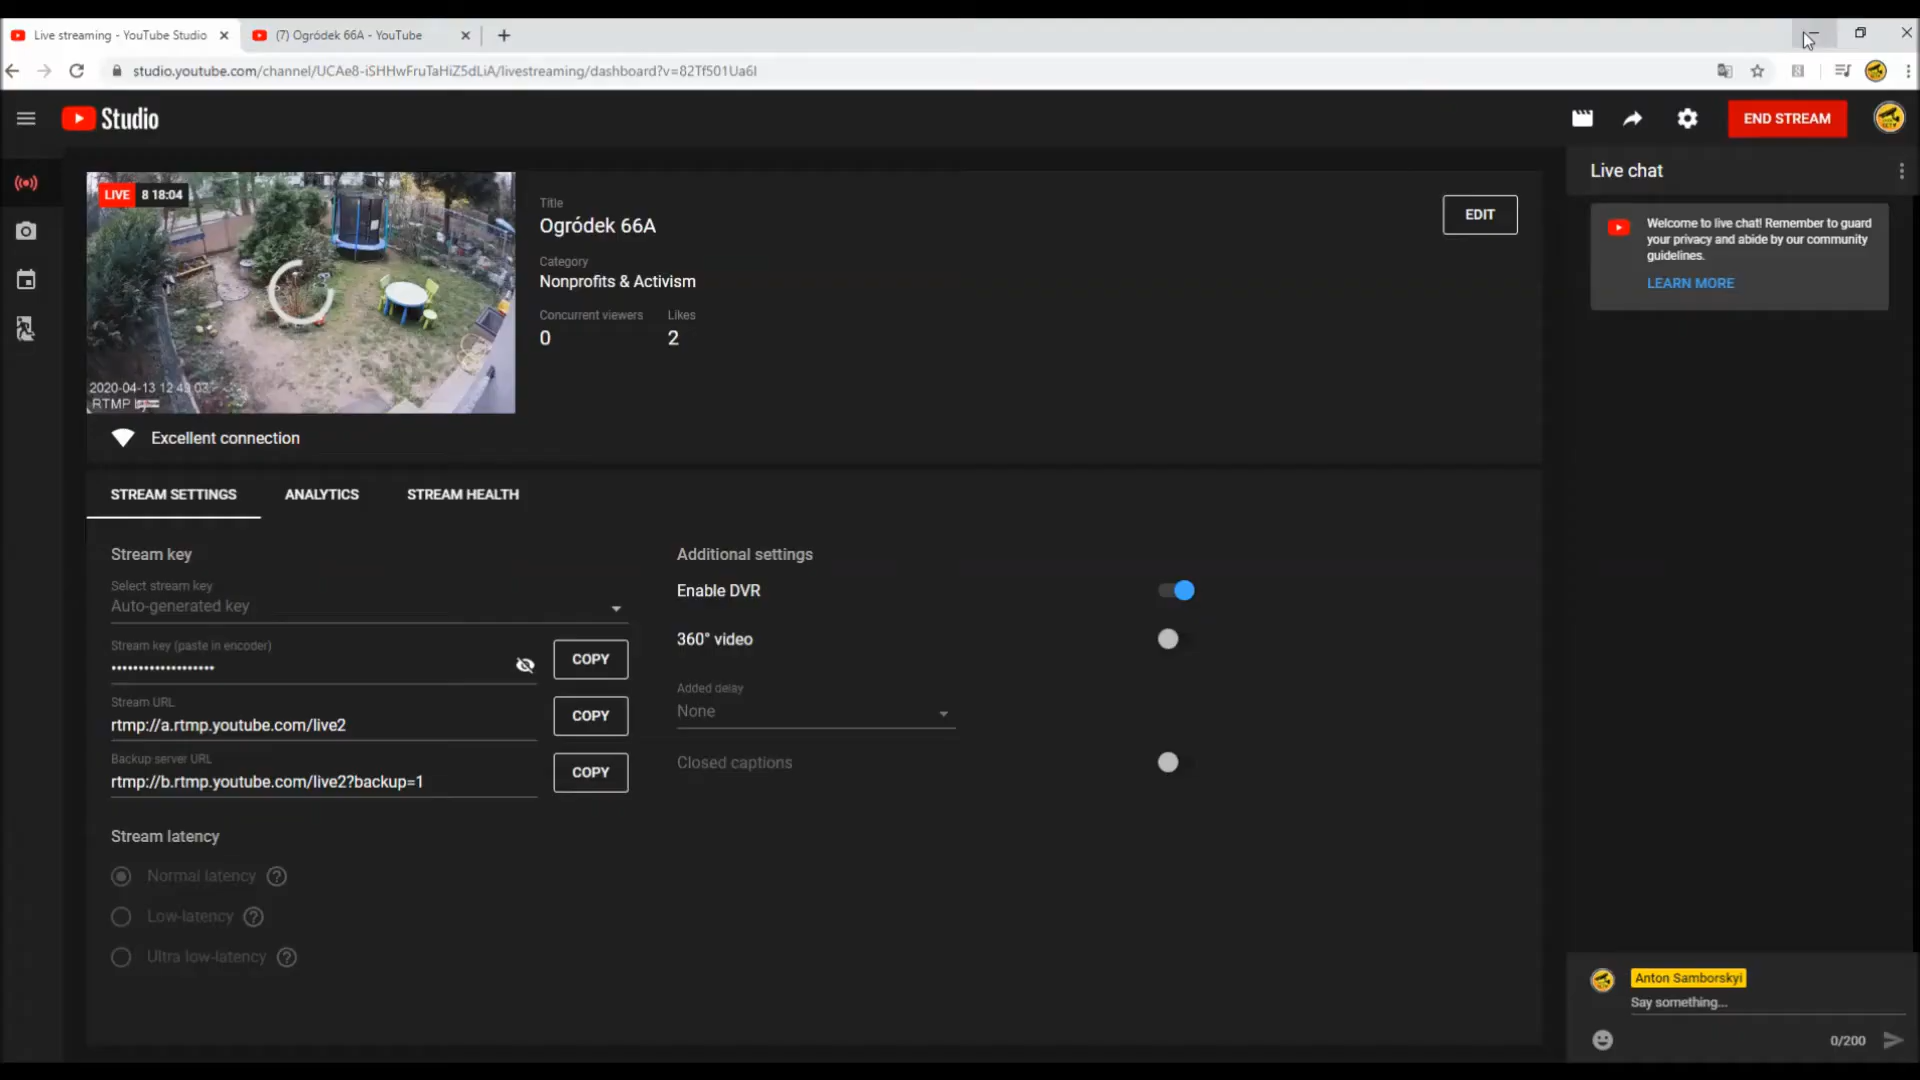 Live streaming - YouTube Studio
(7) Ogródek 66A - YouTube
studio.youtube.com/channel/UCAe8-iSHHwFruTaHiZ5dLiA/livestreaming/dashboard?v=82Tf501Ua6I
Studio
END STREAM
LIVE 8 18:04
2020-04-13 12:49:03
RTMP
Excellent connection
Title
Ogródek 66A
EDIT
Category
Nonprofits & Activism
Concurrent viewers Likes
0 2
STREAM SETTINGS ANALYTICS STREAM HEALTH
Stream key
Select stream key
Auto-generated key
Stream key (paste in encoder)
•••••••••••••••••••
COPY
Stream URL
rtmp://a.rtmp.youtube.com/live2
COPY
Backup server URL
rtmp://b.rtmp.youtube.com/live2?backup=1
COPY
Stream latency
Normal latency
Low-latency
Ultra low-latency
Additional settings
Enable DVR
360° video
Added delay
None
Closed captions
Live chat
Welcome to live chat! Remember to guard
your privacy and abide by our community
guidelines.
LEARN MORE
Anton Samborskyi
Say something...
0/200